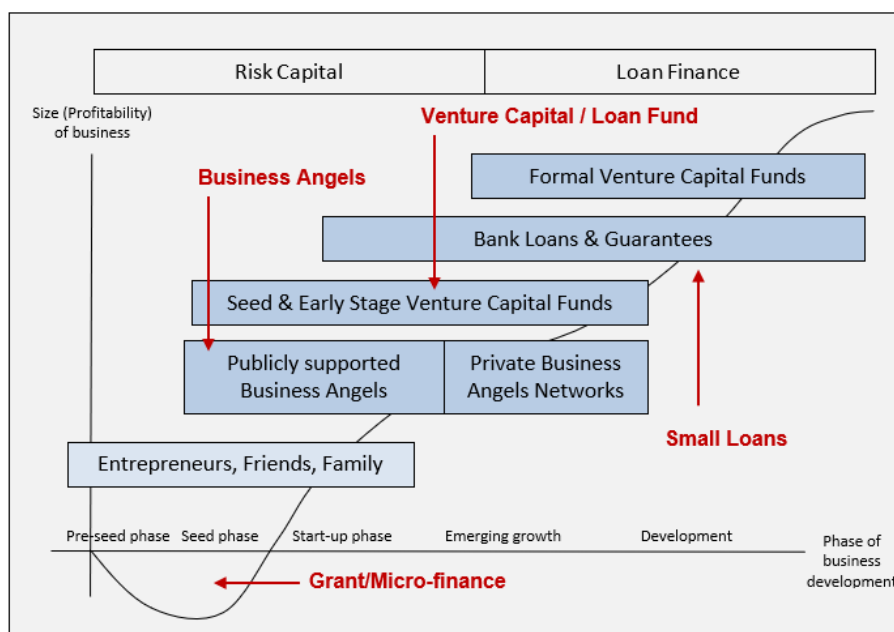 Risk Capital
Loan Finance
Size (Profitability)
of business
Venture Capital / Loan Fund
Business Angels
Formal Venture Capital Funds
Bank Loans & Guarantees
Seed & Early Stage Venture Capital Funds
Publicly supported
Business Angels
Private Business
Angels Networks
Small Loans
Entrepreneurs, Friends, Family
Pre-seed phase
Seed phase
Start-up phase
Emerging growth
Development
Phase of
business
development
Grant/Micro-finance